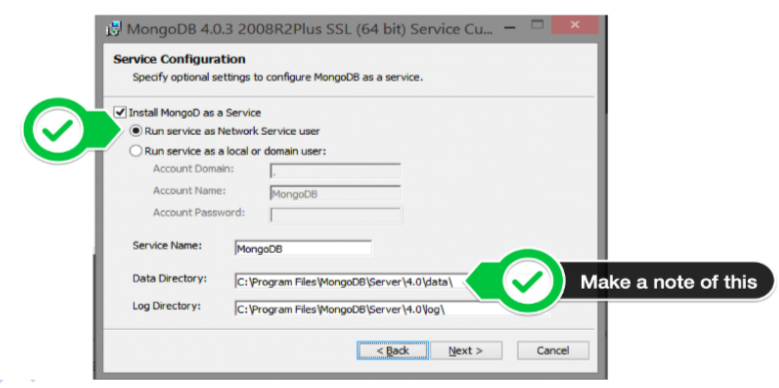 MongoDB 4.0.3 2008R2Plus SSL (64 bit) Service Cu...
Service Configuration
Specify optional settings to configure MongoDB as a service.
Install MongoD as a Service
Run service as Network Service user
Run service as a local or domain user:
Account Domain:
.
Account Name:
MongoDB
Account Password:
Service Name:
MongoDB
Data Directory:
C:\Program Files\MongoDB\Server\4.0\data\
Make a note of this
Log Directory:
C:\Program Files\MongoDB\Server\4.0\log\
< Back
Next >
Cancel